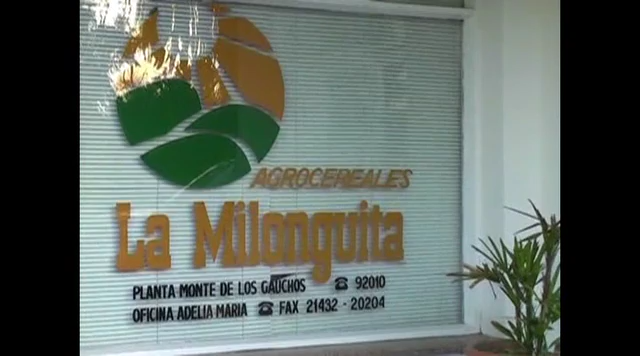 AGROCEREALES
La Milonguita
PLANTA MONTE DE LOS GAUCHOS ☎ 92010
OFICINA ADELIA MARIA ☎ FAX 21432 - 20204